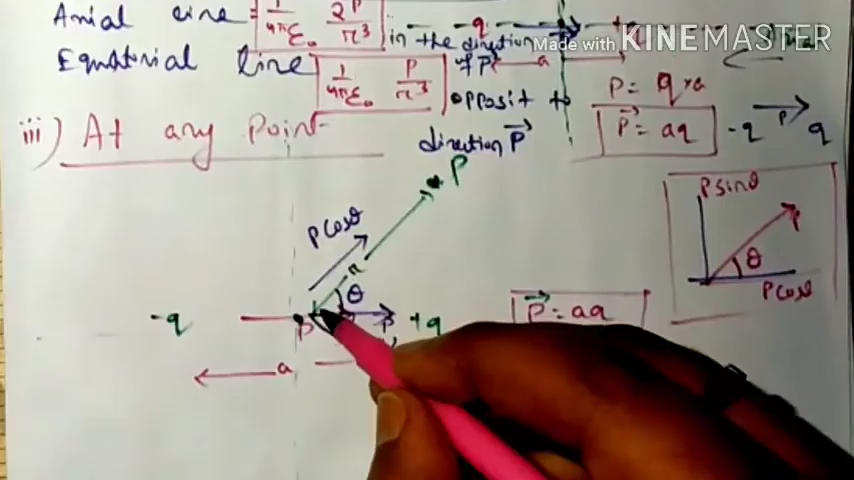 Axial line = 1/4πε₀ 2P/r³ in the direction of P⃗
-q +q
Made with KINEMASTER
Equatorial line 1/4πε₀ P/r³ opposit to direction P⃗
a
P = q×a
P⃗ = aq
-q P q
iii) At any Point
P
P cosθ
r
θ
-q P P +q
a
P⃗ = aq
P sinθ
P
θ
P cosθ